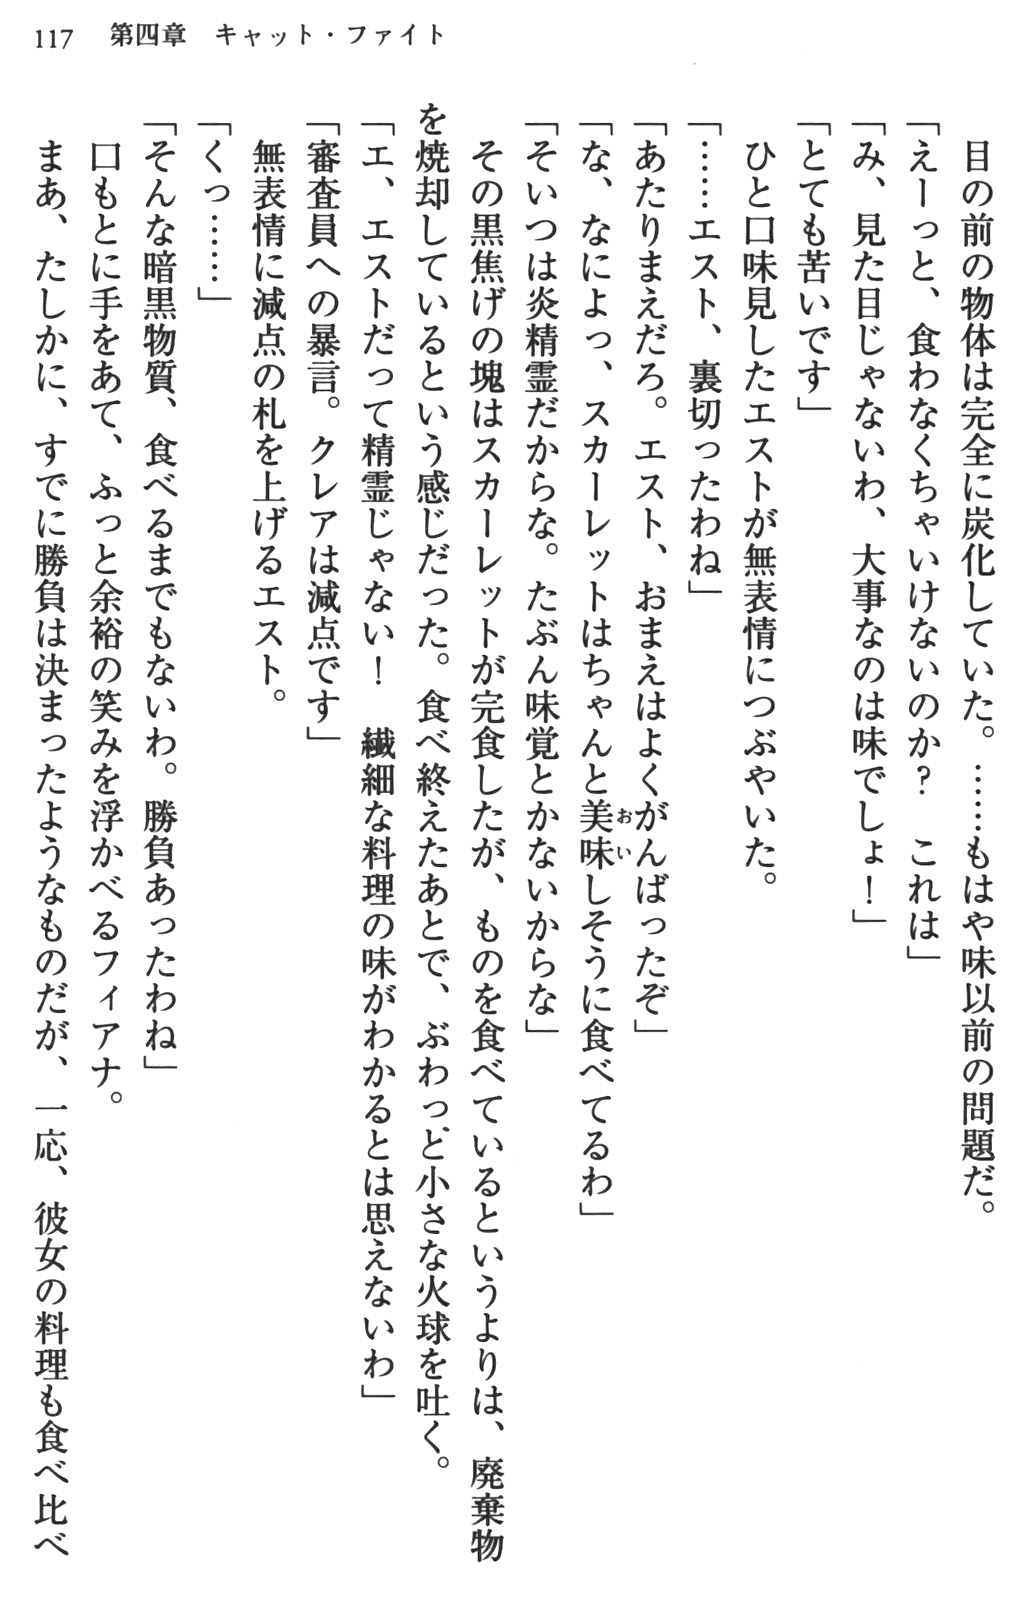 117　第四章　キャット・ファイト
　目の前の物体は完全に炭化していた。……もはや味以前の問題だ。
「えーっと、食わなくちゃいけないのか？　これは」
「み、見た目じゃないわ、大事なのは味でしょ！」
「とても苦いです」
　ひと口味見したエストが無表情につぶやいた。
「……エスト、裏切ったわね」
「あたりまえだろ。エスト、おまえはよくがんばったぞ」
「な、なによっ、スカーレットはちゃんと美味しそうに食べてるわ」
「そいつは炎精霊だからな。たぶん味覚とかないからな」
　その黒焦げの塊はスカーレットが完食したが、ものを食べているというよりは、廃棄物
を焼却しているという感じだった。食べ終えたあとで、ぶわっと小さな火球を吐く。
「エ、エストだって精霊じゃない！　繊細な料理の味がわかるとは思えないわ」
「審査員への暴言。クレアは減点です」
　無表情に減点の札を上げるエスト。
「くっ……」
「そんな暗黒物質、食べるまでもないわ。勝負あったわね」
　口もとに手をあて、ふっと余裕の笑みを浮かべるフィアナ。
　まあ、たしかに、すでに勝負は決まったようなものだが、一応、彼女の料理も食べ比べ